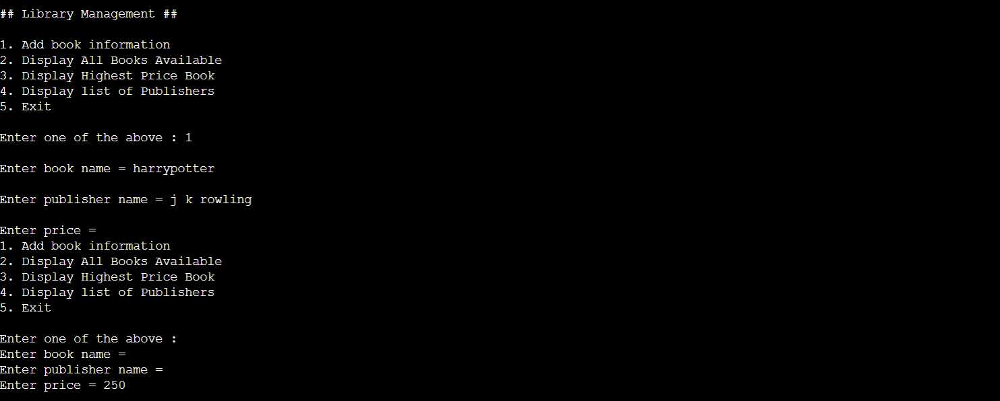 ## Library Management ##
1. Add book information
2. Display All Books Available
3. Display Highest Price Book
4. Display list of Publishers
5. Exit
Enter one of the above : 1
Enter book name = harrypotter
Enter publisher name = j k rowling
Enter price =
1. Add book information
2. Display All Books Available
3. Display Highest Price Book
4. Display list of Publishers
5. Exit
Enter one of the above :
Enter book name =
Enter publisher name =
Enter price = 250